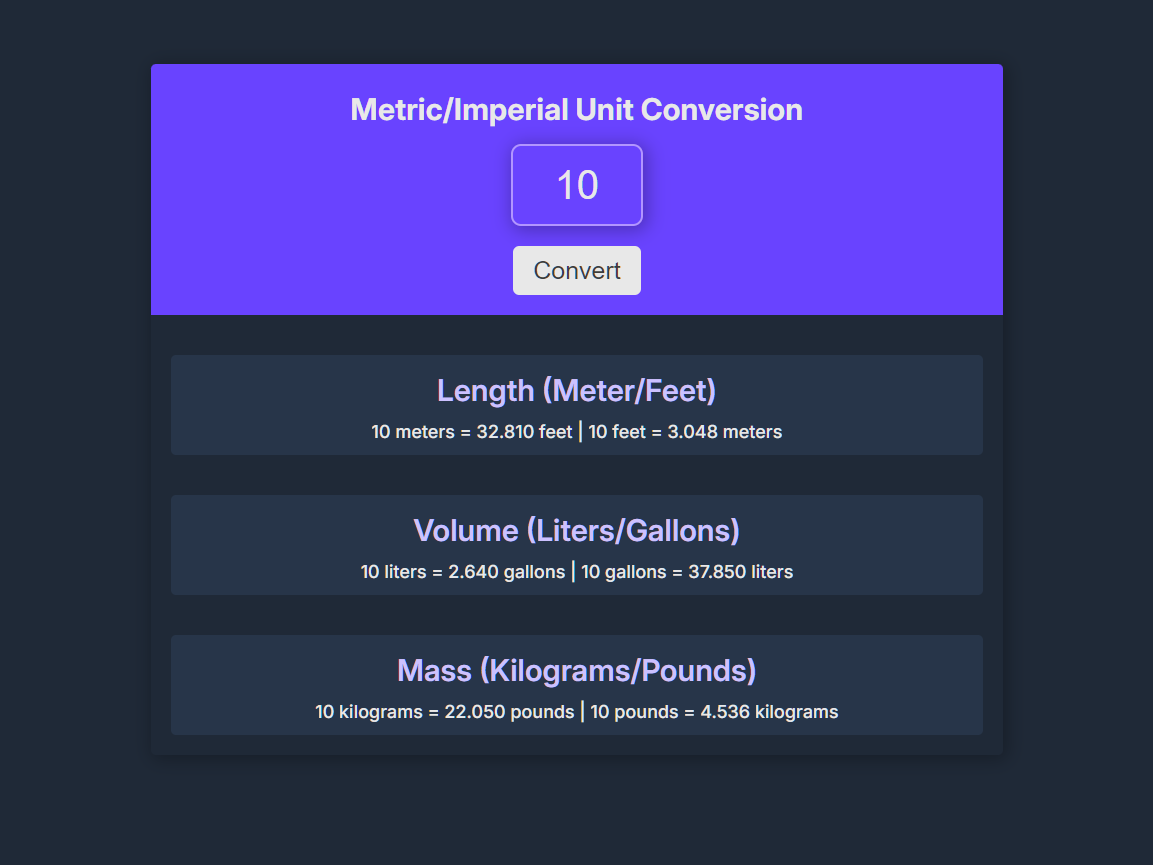 Metric/Imperial Unit Conversion
10
Convert
Length (Meter/Feet)
10 meters = 32.810 feet | 10 feet = 3.048 meters
Volume (Liters/Gallons)
10 liters = 2.640 gallons | 10 gallons = 37.850 liters
Mass (Kilograms/Pounds)
10 kilograms = 22.050 pounds | 10 pounds = 4.536 kilograms